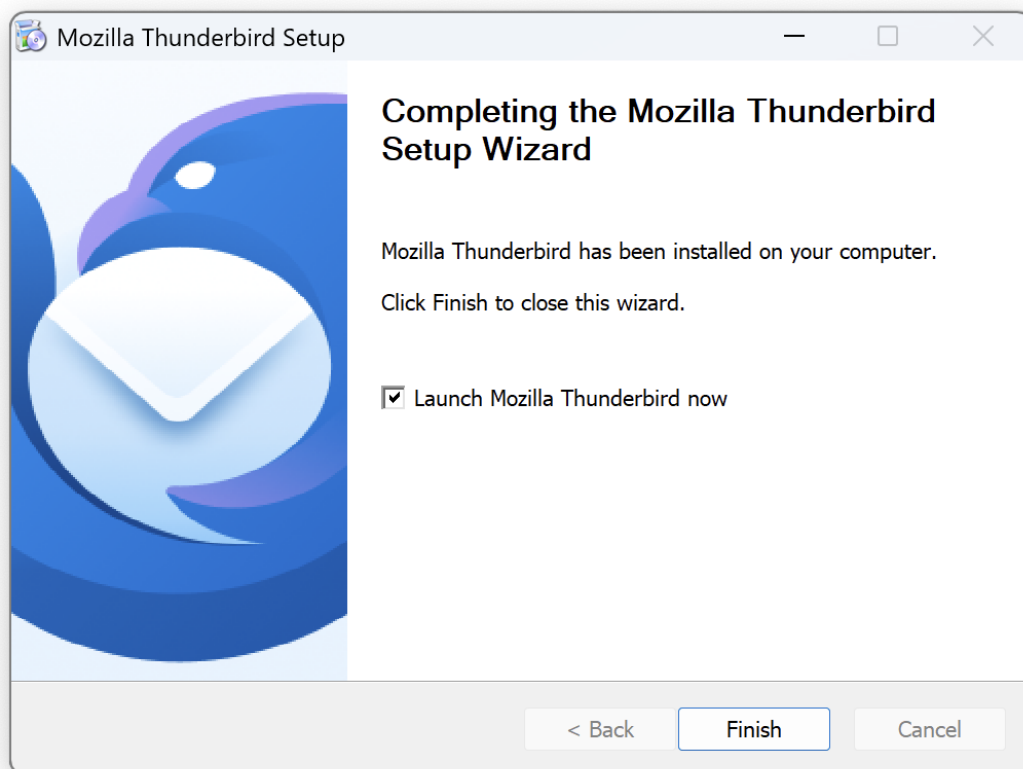 Mozilla Thunderbird Setup
Completing the Mozilla Thunderbird
Setup Wizard
Mozilla Thunderbird has been installed on your computer.
Click Finish to close this wizard.
Launch Mozilla Thunderbird now
< Back
Finish
Cancel